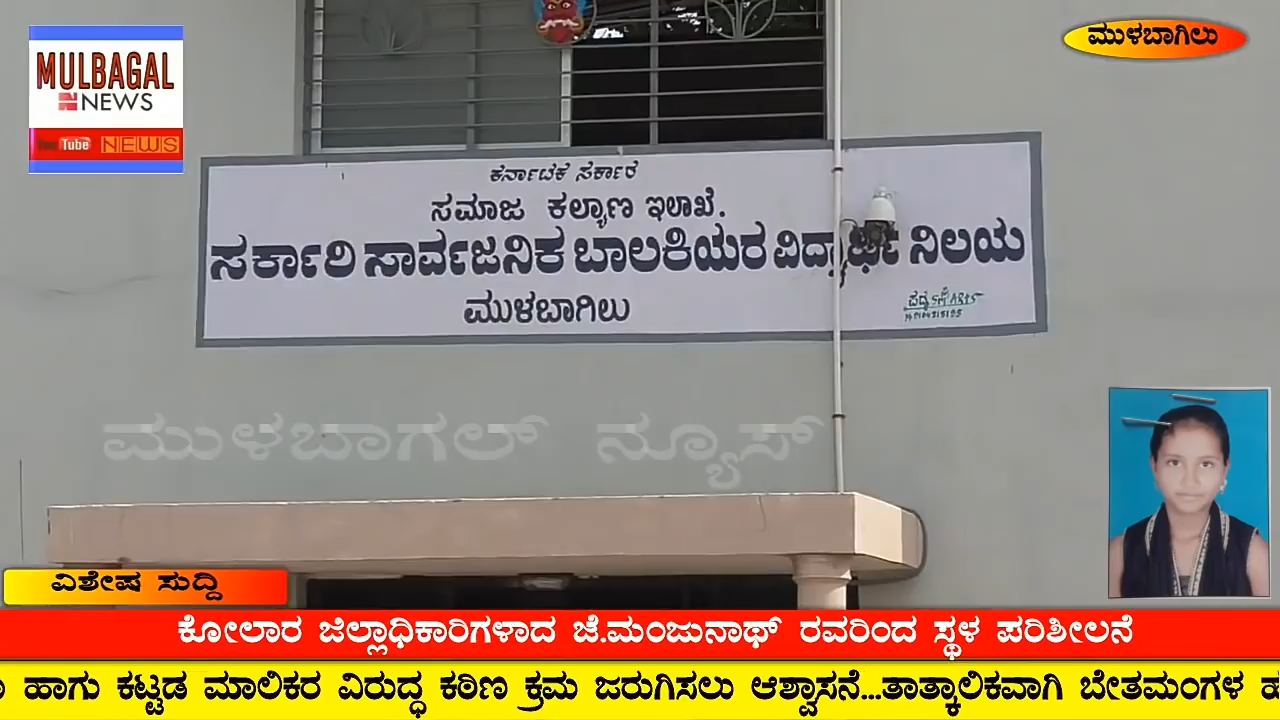 MULBAGAL
NEWS
YouTube NEWS
ಮುಳಬಾಗಿಲು
ಕರ್ನಾಟಕ ಸರ್ಕಾರ
ಸಮಾಜ ಕಲ್ಯಾಣ ಇಲಾಖೆ.
ಸರ್ಕಾರಿ ಸಾರ್ವಜನಿಕ ಬಾಲಕಿಯರ ವಿದ್ಯಾರ್ಥಿ ನಿಲಯ
ಮುಳಬಾಗಿಲು
ಮುಳಬಾಗಲ್ ನ್ಯೂಸ್
ವಿಶೇಷ ಸುದ್ದಿ
ಕೋಲಾರ ಜಿಲ್ಲಾಧಿಕಾರಿಗಳಾದ ಜೆ.ಮಂಜುನಾಥ್ ರವರಿಂದ ಸ್ಥಳ ಪರಿಶೀಲನೆ
ಹಾಗು ಕಟ್ಟಡ ಮಾಲಿಕರ ವಿರುದ್ಧ ಕಠಿಣ ಕ್ರಮ ಜರುಗಿಸಲು ಆಶ್ವಾಸನೆ...ತಾತ್ಕಾಲಿಕವಾಗಿ ಬೇತಮಂಗಳ